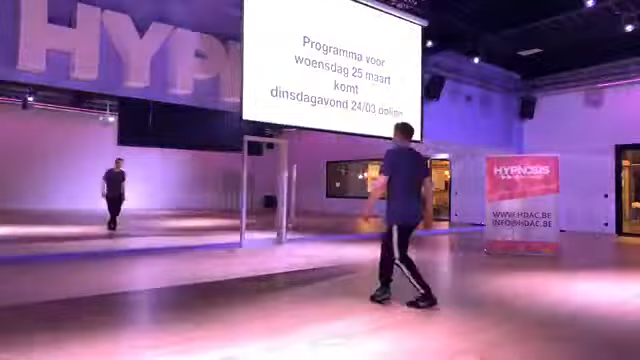 HYP
Programma voor
woensdag 25 maart
komt
dinsdagavond 24/03 online
HYPNOSIS
WWW.HDAC.BE
INFO@HDAC.BE